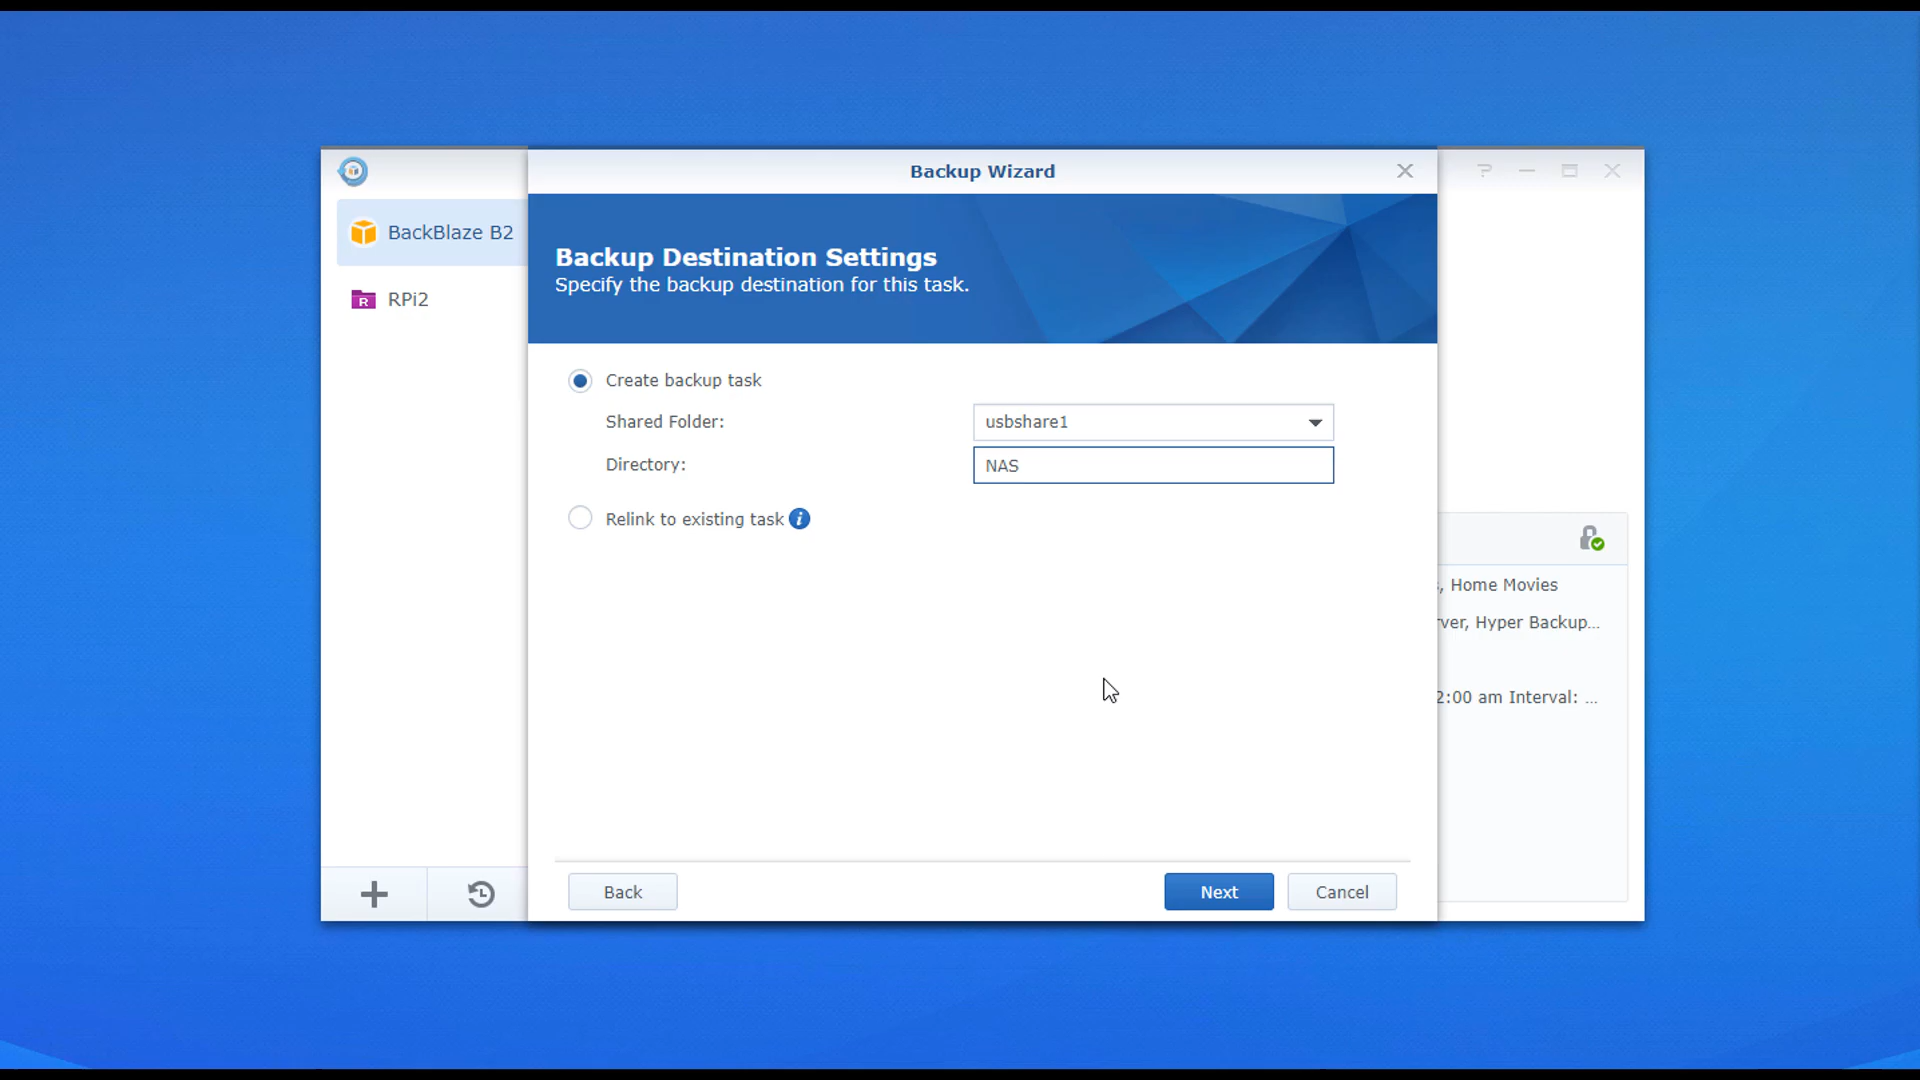 Backup Wizard
BackBlaze B2
RPi2
Backup Destination Settings
Specify the backup destination for this task.
Create backup task
Shared Folder: usbshare1
Directory: NAS
Relink to existing task
, Home Movies
rver, Hyper Backup...
2:00 am Interval: ...
Back
Next
Cancel